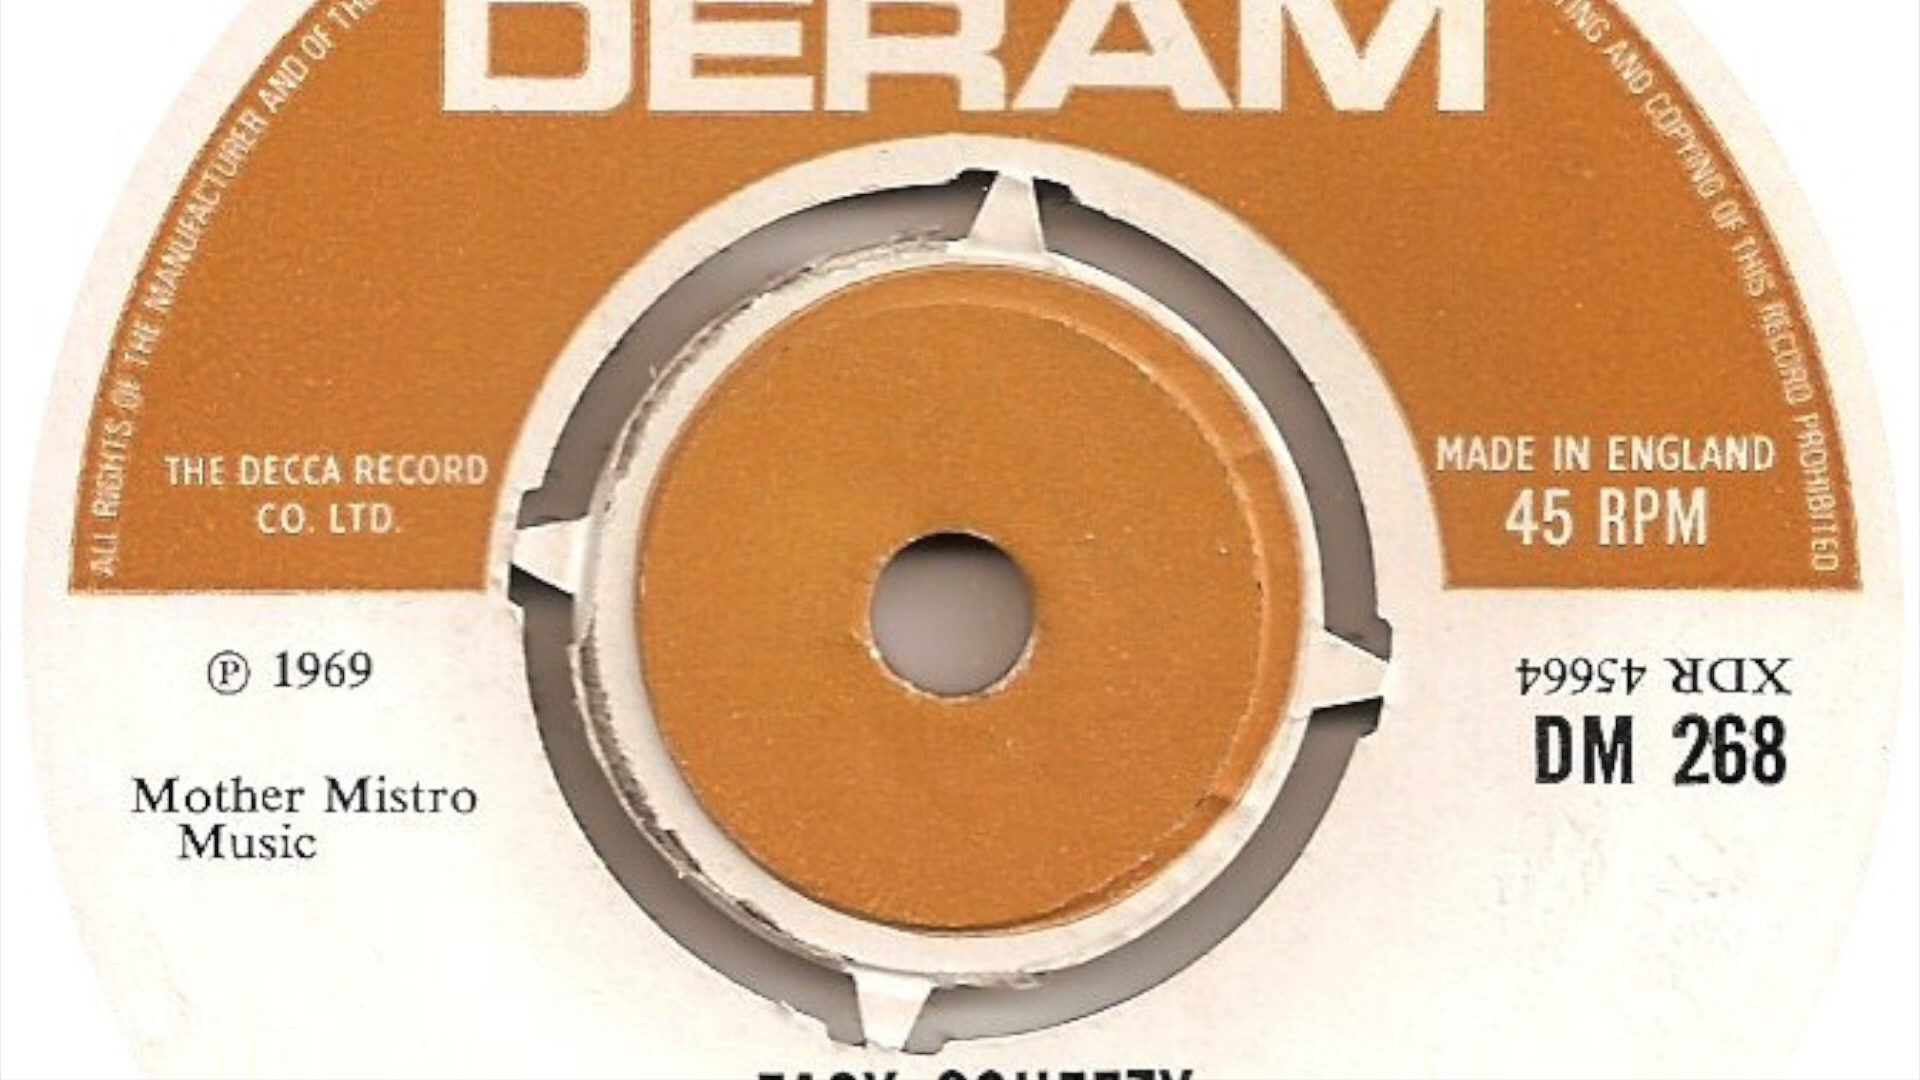 DERAM
ALL RIGHTS OF THE MANUFACTURER AND OF THE
AND COPYING OF THIS RECORD PROHIBITED
THE DECCA RECORD
CO. LTD.
MADE IN ENGLAND
45 RPM
℗ 1969
XDR 45664
DM 268
Mother Mistro
Music